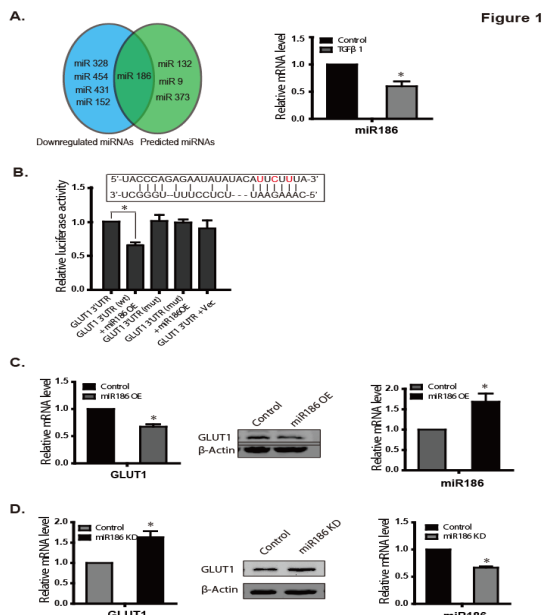 Figure 1
A.
miR 328
miR 454
miR 431
miR 152
miR 186
miR 132
miR 9
miR 373
Downregulated miRNAs
Predicted miRNAs
Relative mRNA level
1.5
1.0
0.5
0.0
Control
TGFβ 1
*
miR186
B.
5'-UACCCAGAGAAUAUAUACAUUCUUUA-3'
3'-UCGGGU--UUUCCUCU---UAAGAAAC-5'
Relative luciferase activity
1.5
1.0
0.5
0.0
*
GLUT1 3'UTR
GLUT1 3'UTR (wt)
+miR186 OE
GLUT1 3'UTR (mut)
GLUT1 3'UTR (mut)
+miR186OE
GLUT1 3'UTR +Vec
C.
Relative mRNA level
1.5
1.0
0.5
0.0
Control
miR186 OE
*
GLUT1
Control
miR186 OE
GLUT1
β-Actin
Relative mRNA level
2.0
1.5
1.0
0.5
0.0
Control
miR186 OE
*
miR186
D.
Relative mRNA level
2.0
1.5
1.0
0.5
0.0
Control
miR186 KD
*
GLUT1
Control
miR186 KD
GLUT1
β-Actin
Relative mRNA level
1.5
1.0
0.5
0.0
Control
miR186 KD
*
miR186